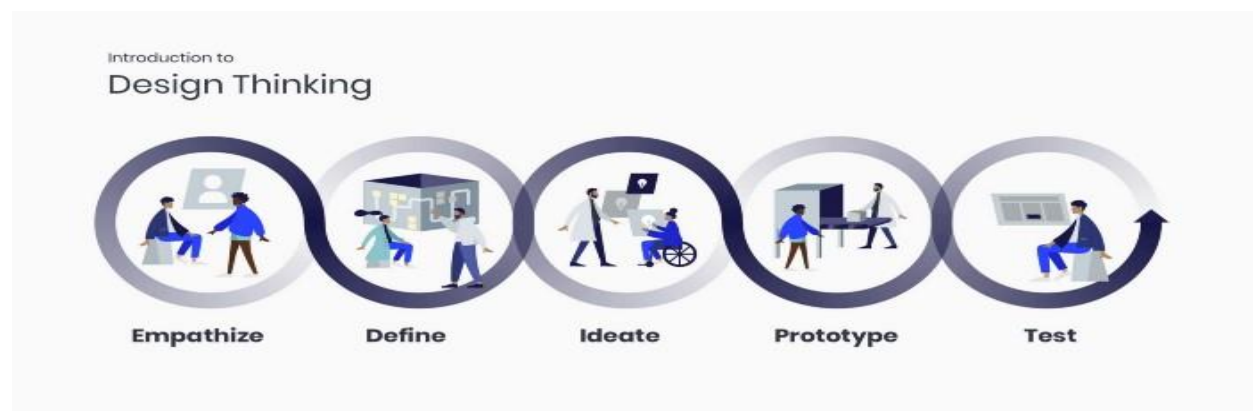 Introduction to
Design Thinking
Empathize Define Ideate Prototype Test